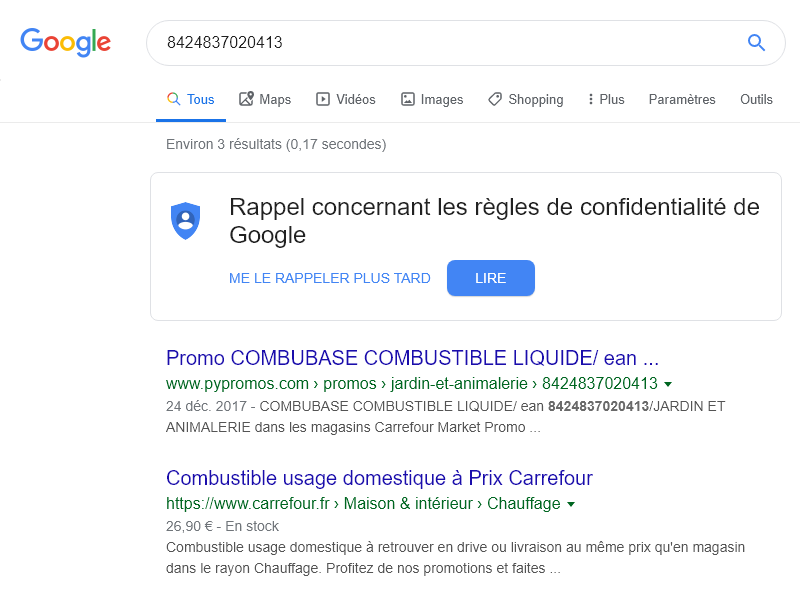 Google
8424837020413
Tous Maps Vidéos Images Shopping Plus Paramètres Outils
Environ 3 résultats (0,17 secondes)
Rappel concernant les règles de confidentialité de
Google
ME LE RAPPELER PLUS TARD LIRE
Promo COMBUBASE COMBUSTIBLE LIQUIDE/ ean ...
www.pypromos.com › promos › jardin-et-animalerie › 8424837020413
24 déc. 2017 - COMBUBASE COMBUSTIBLE LIQUIDE/ ean 8424837020413/JARDIN ET
ANIMALERIE dans les magasins Carrefour Market Promo ...
Combustible usage domestique à Prix Carrefour
https://www.carrefour.fr › Maison & intérieur › Chauffage
26,90 € - En stock
Combustible usage domestique à retrouver en drive ou livraison au même prix qu'en magasin
dans le rayon Chauffage. Profitez de nos promotions et faites ...